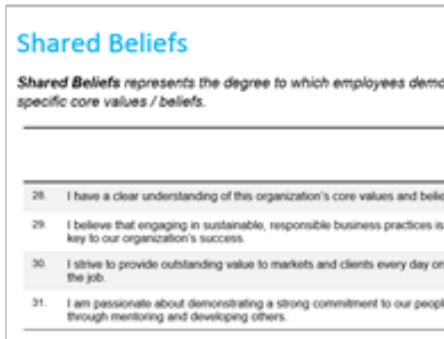 Shared Beliefs
Shared Beliefs represents the degree to which employees demo
specific core values / beliefs.
28. I have a clear understanding of this organization's core values and belie
29. I believe that engaging in sustainable, responsible business practices is
key to our organization's success.
30. I strive to provide outstanding value to markets and clients every day on
the job.
31. I am passionate about demonstrating a strong commitment to our peopl
through mentoring and developing others.